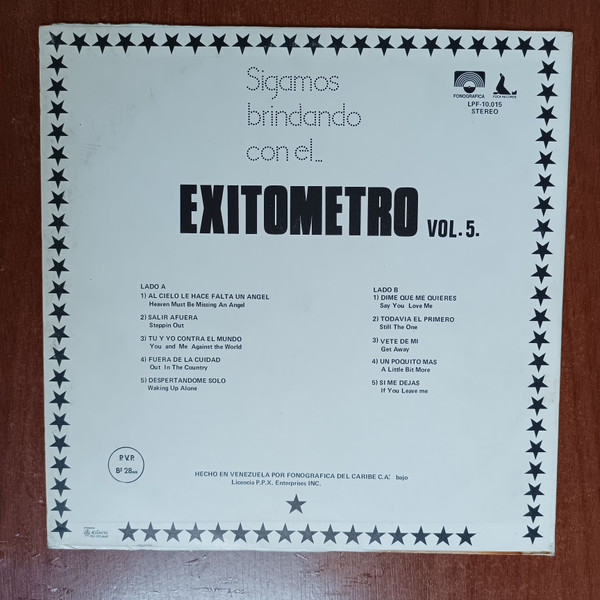 Sigamos
brindando
con el...
FONOGRAFICA
LPF-10.015
STEREO
EXITOMETRO VOL. 5.
LADO A
1) AL CIELO LE HACE FALTA UN ANGEL
Heaven Must Be Missing An Angel
2) SALIR AFUERA
Steppin Out
3) TU Y YO CONTRA EL MUNDO
You and Me Against the World
4) FUERA DE LA CUIDAD
Out In The Country
5) DESPERTANDOME SOLO
Waking Up Alone
LADO B
1) DIME QUE ME QUIERES
Say You Love Me
2) TODAVIA EL PRIMERO
Still The One
3) VETE DE MI
Get Away
4) UN POQUITO MAS
A Little Bit More
5) SI ME DEJAS
If You Leave me
P.V.P.
Bs 28
HECHO EN VENEZUELA POR FONOGRAFICA DEL CARIBE C.A. bajo
Licencia P.P.X. Enterprises INC.